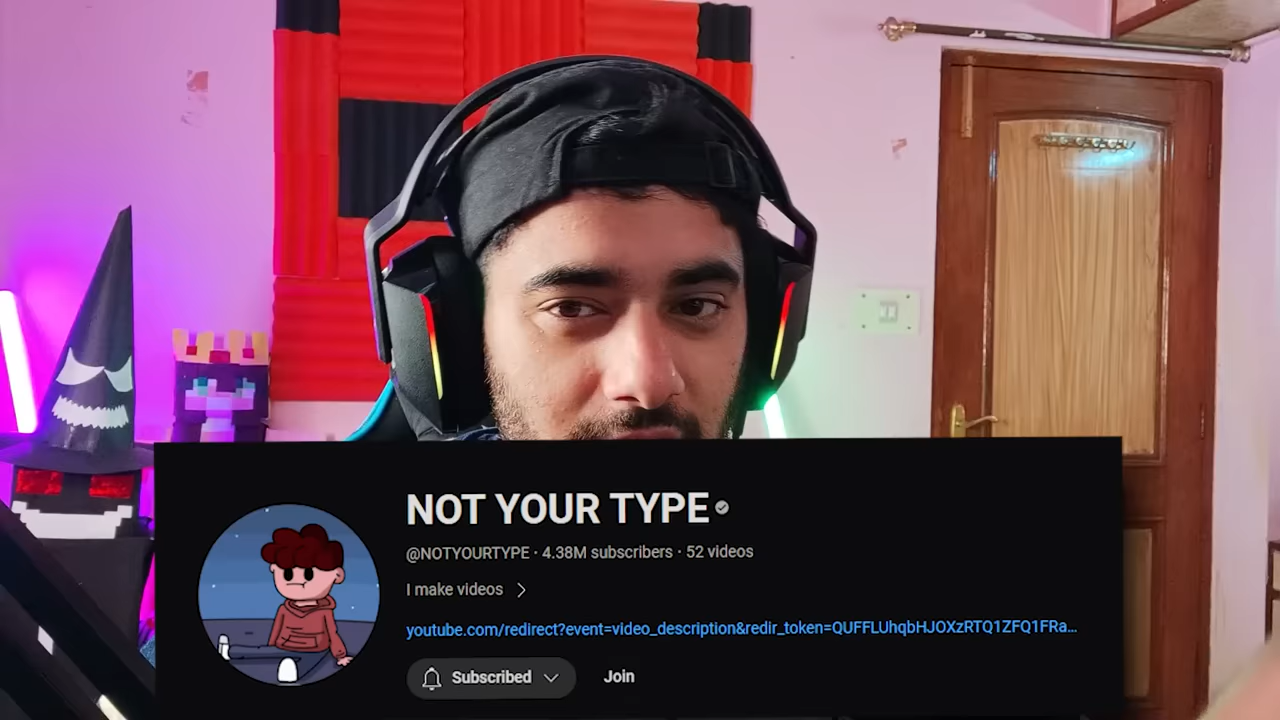 NOT YOUR TYPE
@NOTYOURTYPE · 4.38M subscribers · 52 videos
I make videos
youtube.com/redirect?event=video_description&redir_token=QUFFLUhqbHJOXzRTQ1ZFQ1FRa...
Subscribed
Join